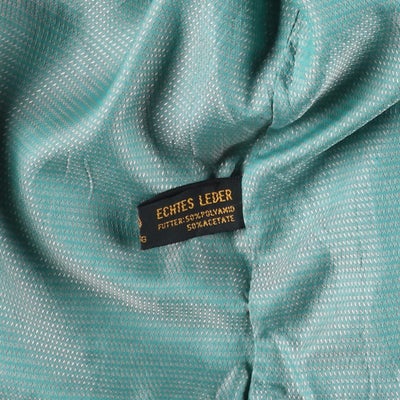 ECHTES LEDER
FUTTER:50%POLYAMID
50%ACETATE